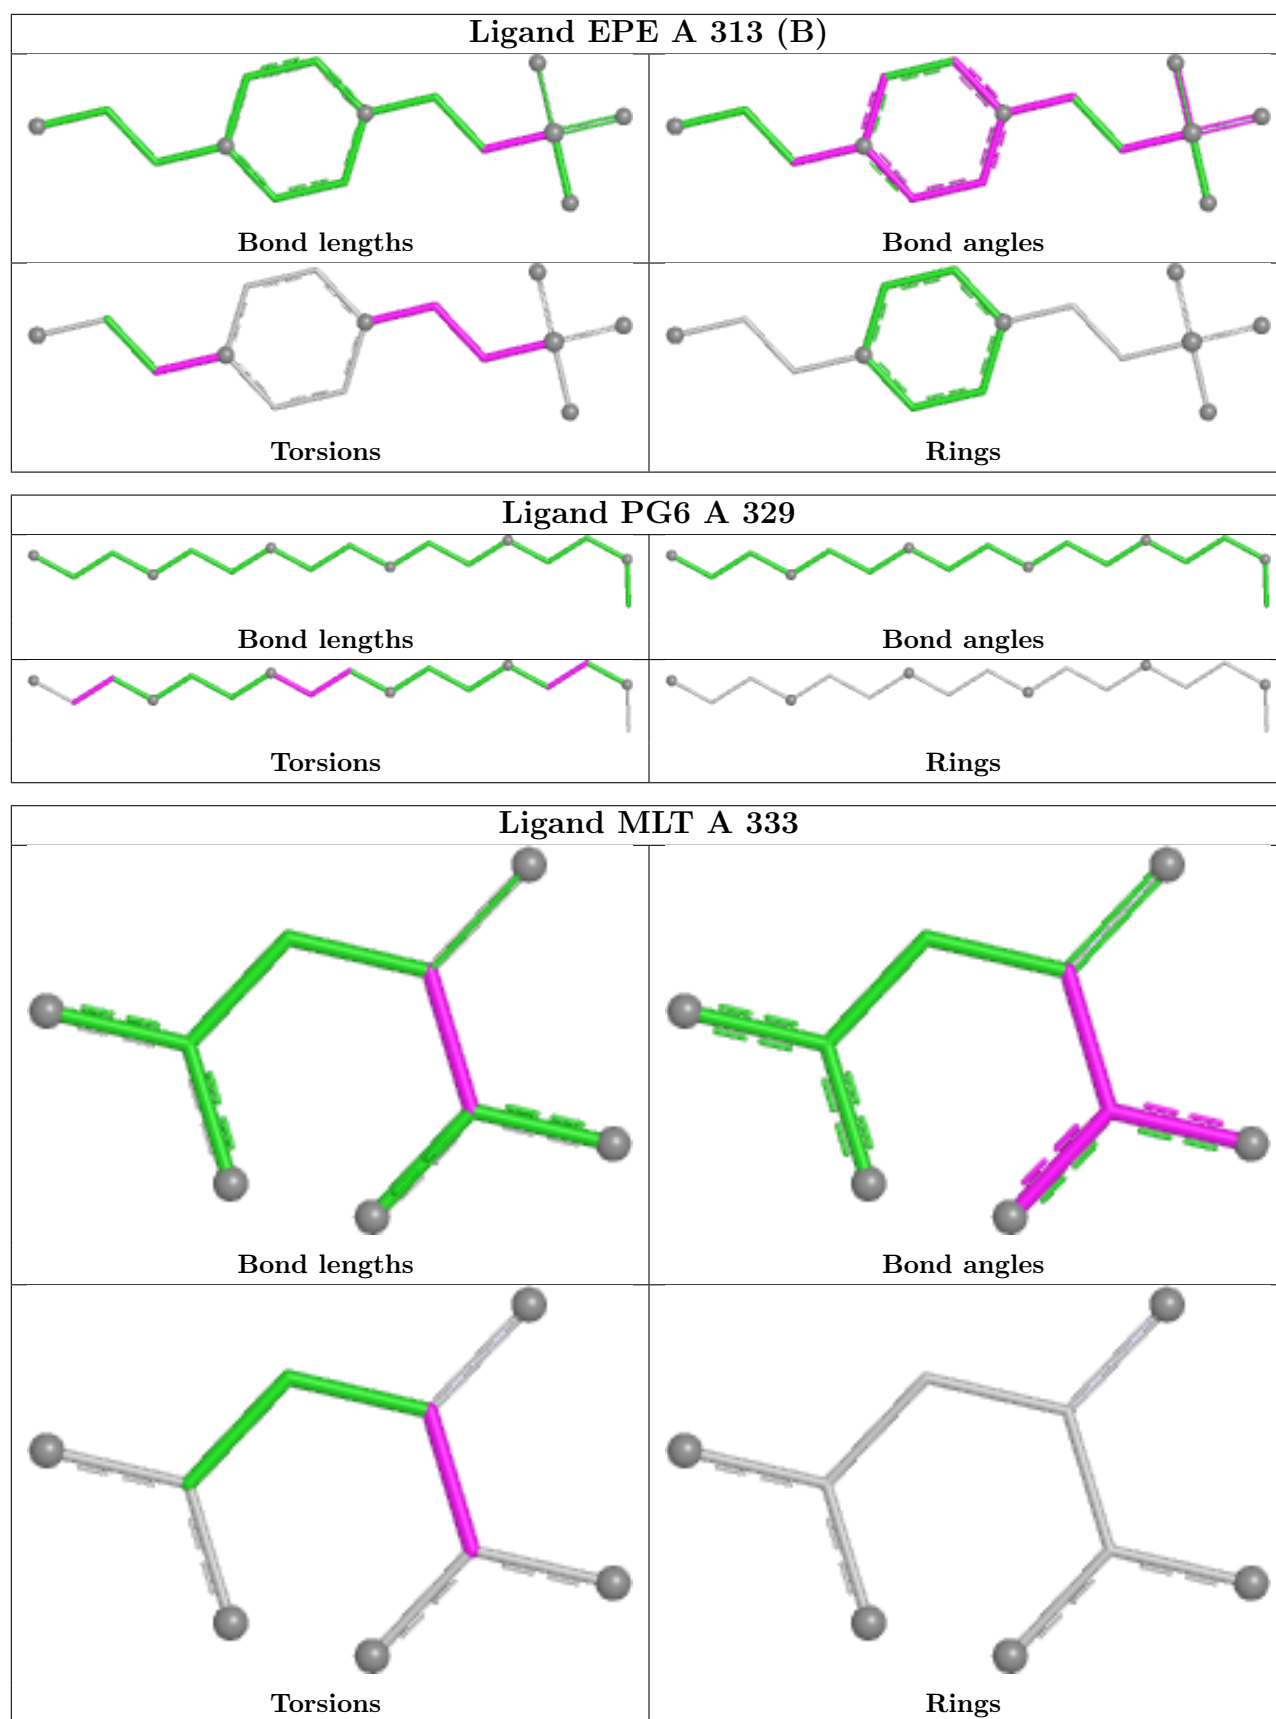 Ligand EPE A 313 (B)
Bond lengths
Bond angles
Torsions
Rings
Ligand PG6 A 329
Bond lengths
Bond angles
Torsions
Rings
Ligand MLT A 333
Bond lengths
Bond angles
Torsions
Rings